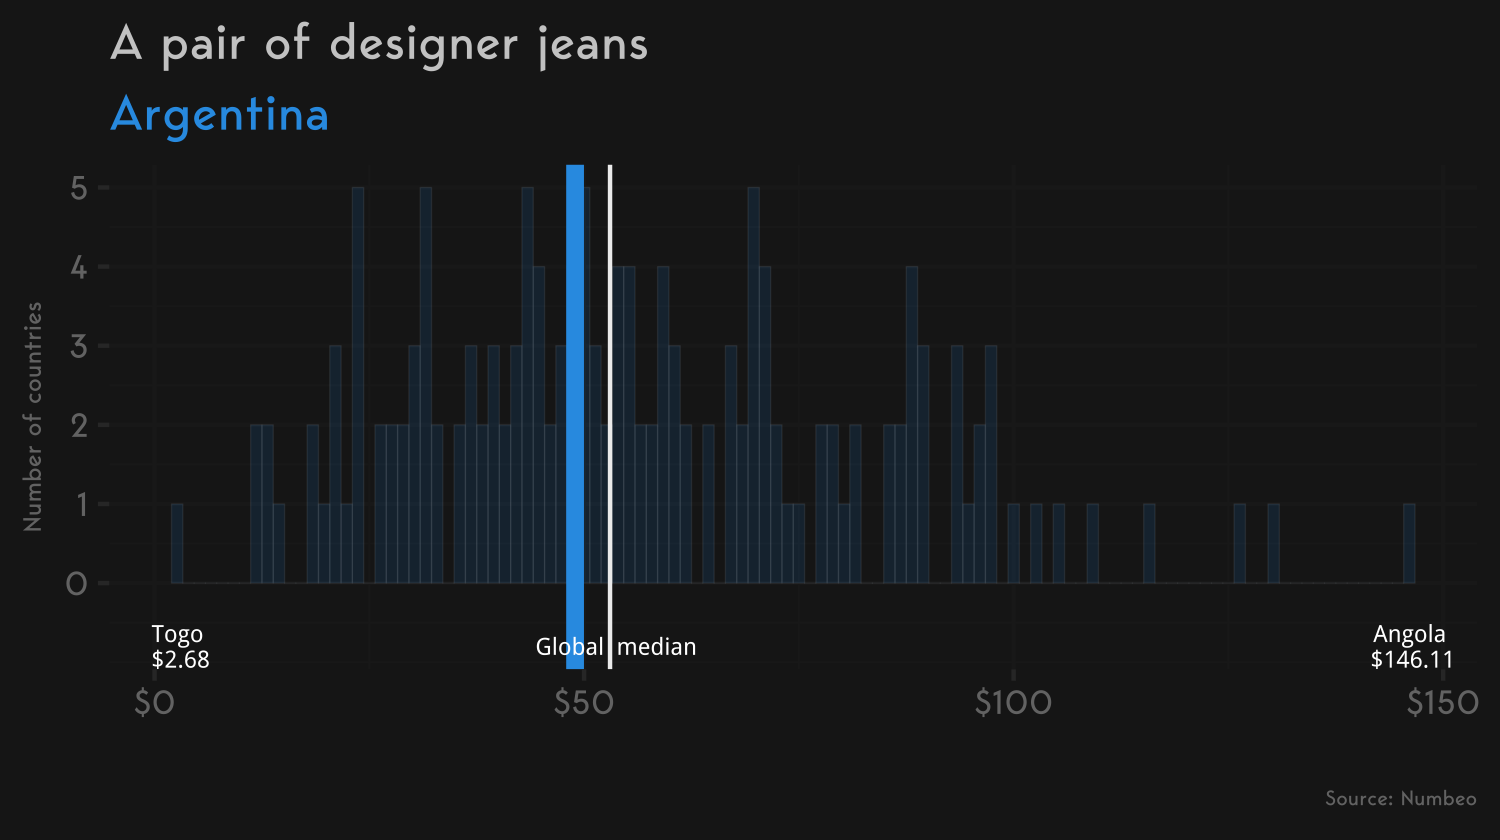 A pair of designer jeans
Argentina
Number of countries
5
4
3
2
1
0
Togo
$2.68
Global median
Angola
$146.11
$0 $50 $100 $150
Source: Numbeo